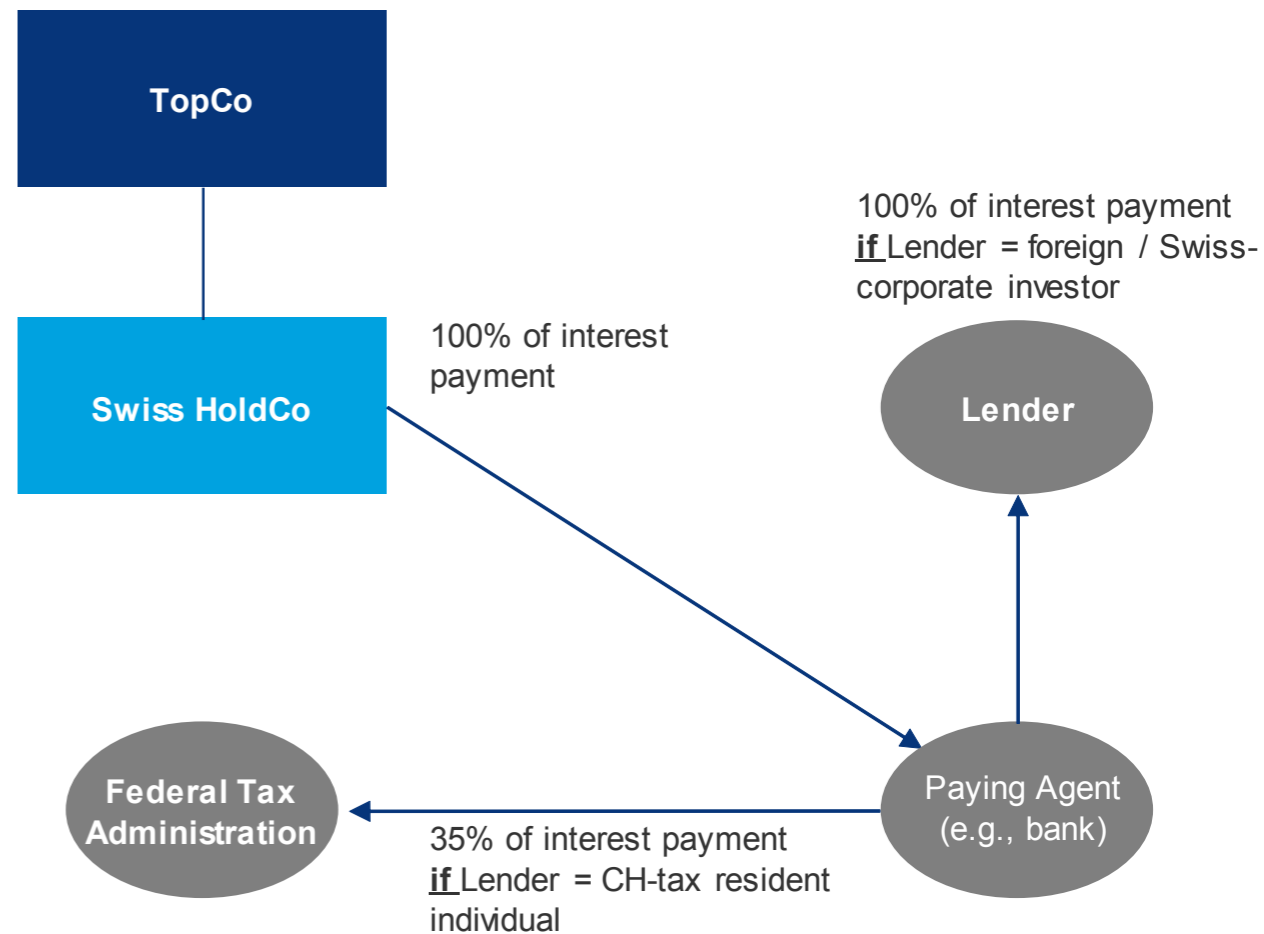 TopCo
100% of interest payment
if Lender = foreign / Swiss-
corporate investor
100% of interest
payment
Swiss HoldCo
Lender
Federal Tax
Administration
Paying Agent
(e.g., bank)
35% of interest payment
if Lender = CH-tax resident
individual